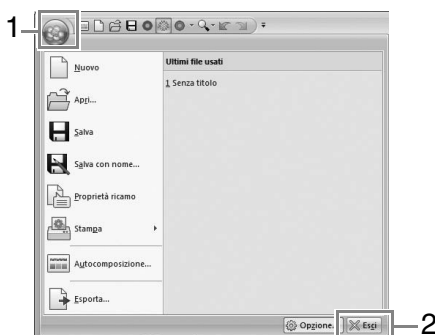 1
Nuovo
Ultimi file usati
1 Senza titolo
Apri...
Salva
Salva con nome...
Proprietà ricamo
Stampa
Autocomposizione...
Esporta...
Opzione... Esci 2